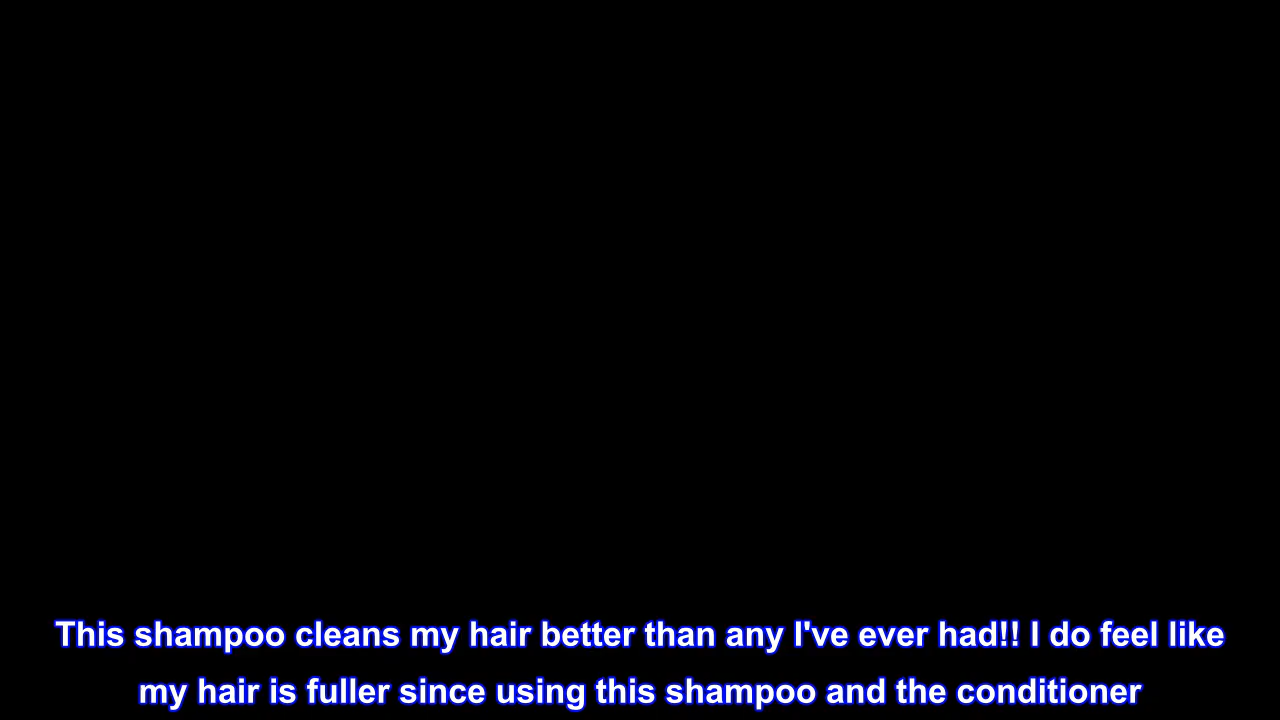 This shampoo cleans my hair better than any I've ever had!! I do feel like
my hair is fuller since using this shampoo and the conditioner